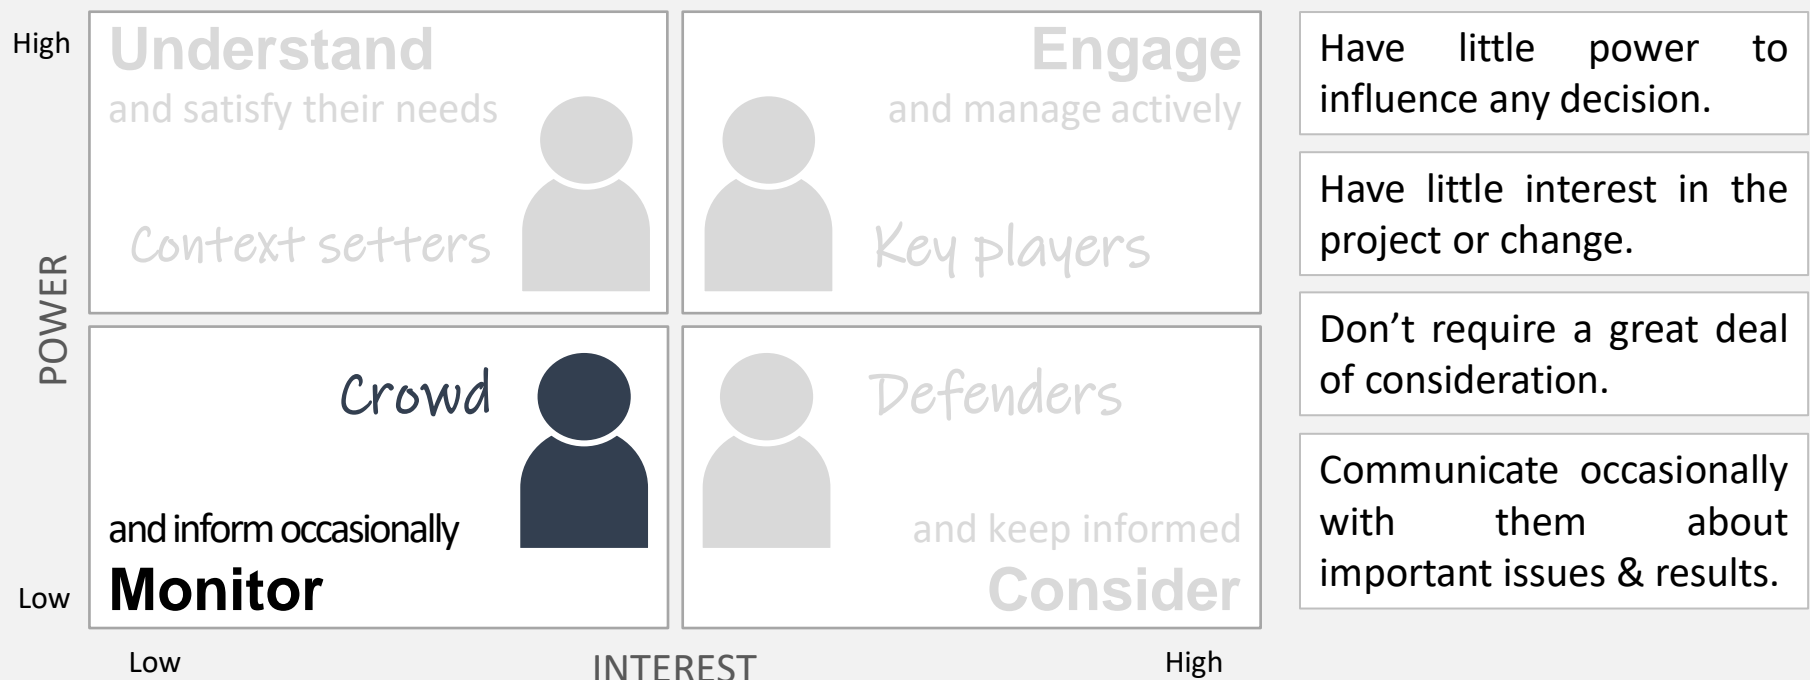 High
Understand
and satisfy their needs
Context setters
Engage
and manage actively
Key players
POWER
Crowd
and inform occasionally
Monitor
Defenders
and keep informed
Consider
Low
Low
INTEREST
High
Have little power to
influence any decision.
Have little interest in the
project or change.
Don’t require a great deal
of consideration.
Communicate occasionally
with them about
important issues & results.